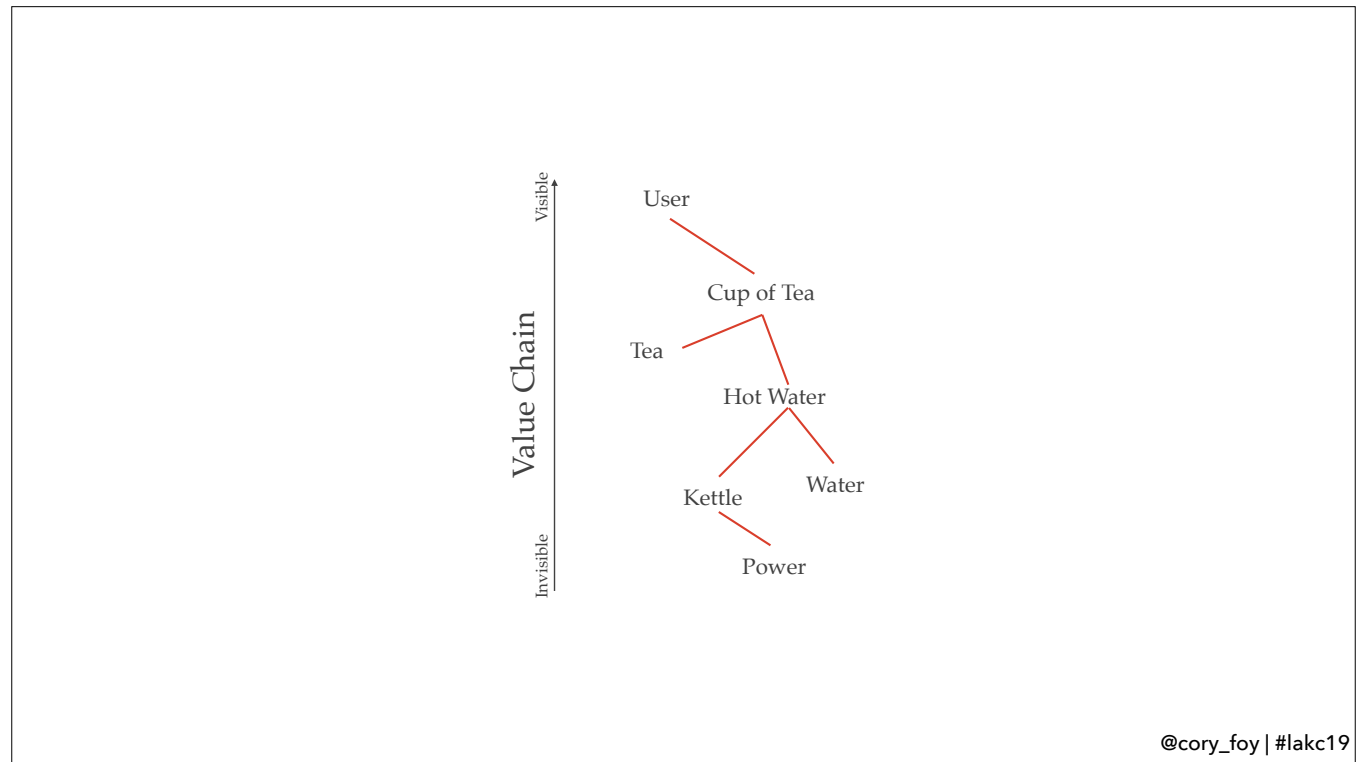 Visible
User
Cup of Tea
Value Chain
Tea
Hot Water
Water
Kettle
Invisible
Power
@cory_foy | #lakc19